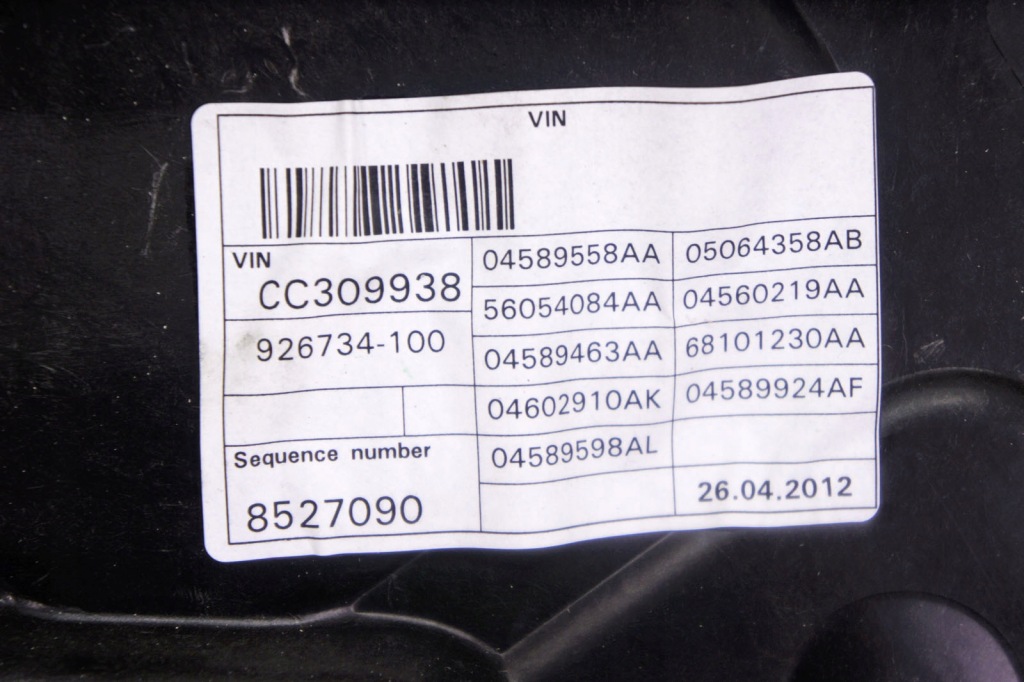 VIN
VIN
CC309938
926734-100
Sequence number
8527090
04589558AA
56054084AA
04589463AA
04602910AK
04589598AL
05064358AB
04560219AA
68101230AA
04589924AF
26.04.2012